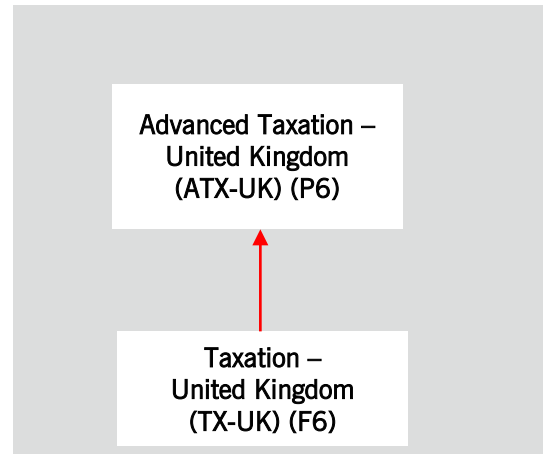 Advanced Taxation –
United Kingdom
(ATX-UK) (P6)
Taxation –
United Kingdom
(TX-UK) (F6)